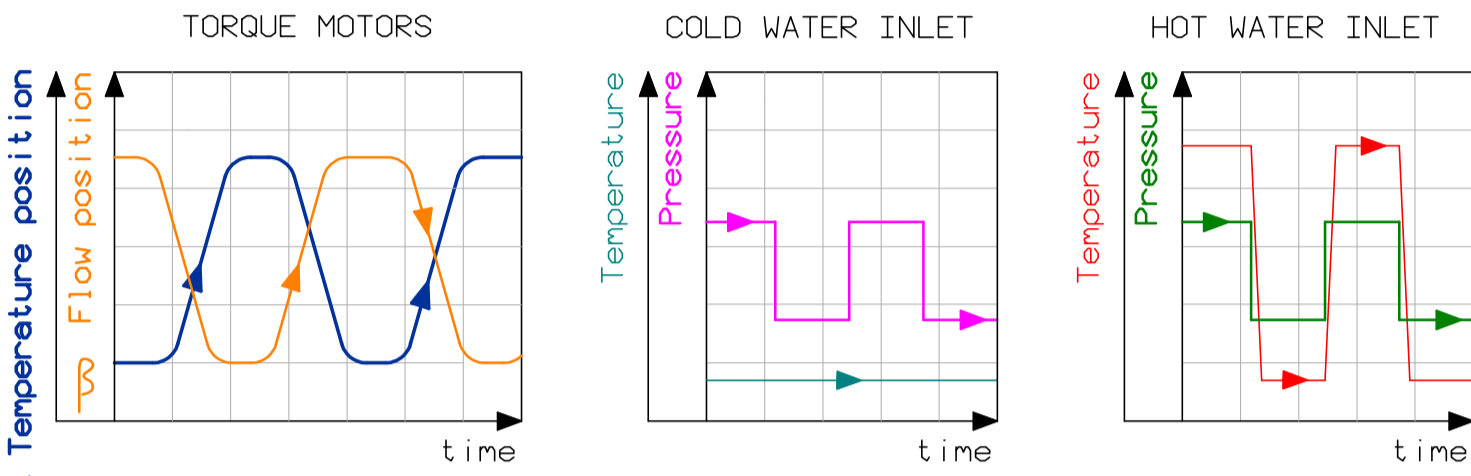 TORQUE MOTORS
Temperature position
Flow position
β
time
COLD WATER INLET
Temperature
Pressure
time
HOT WATER INLET
Temperature
Pressure
time